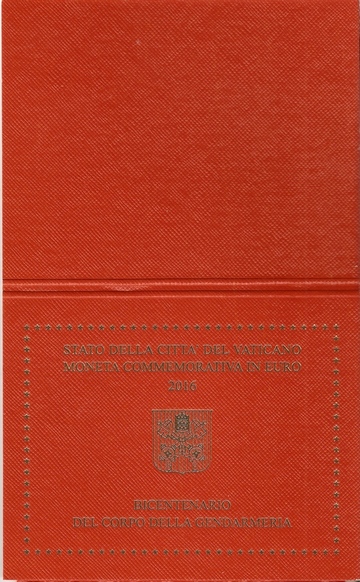 STATO DELLA CITTÀ DEL VATICANO
MONETA COMMEMORATIVA IN EURO
2016
BICENTENARIO
DEL CORPO DELLA GENDARMERIA